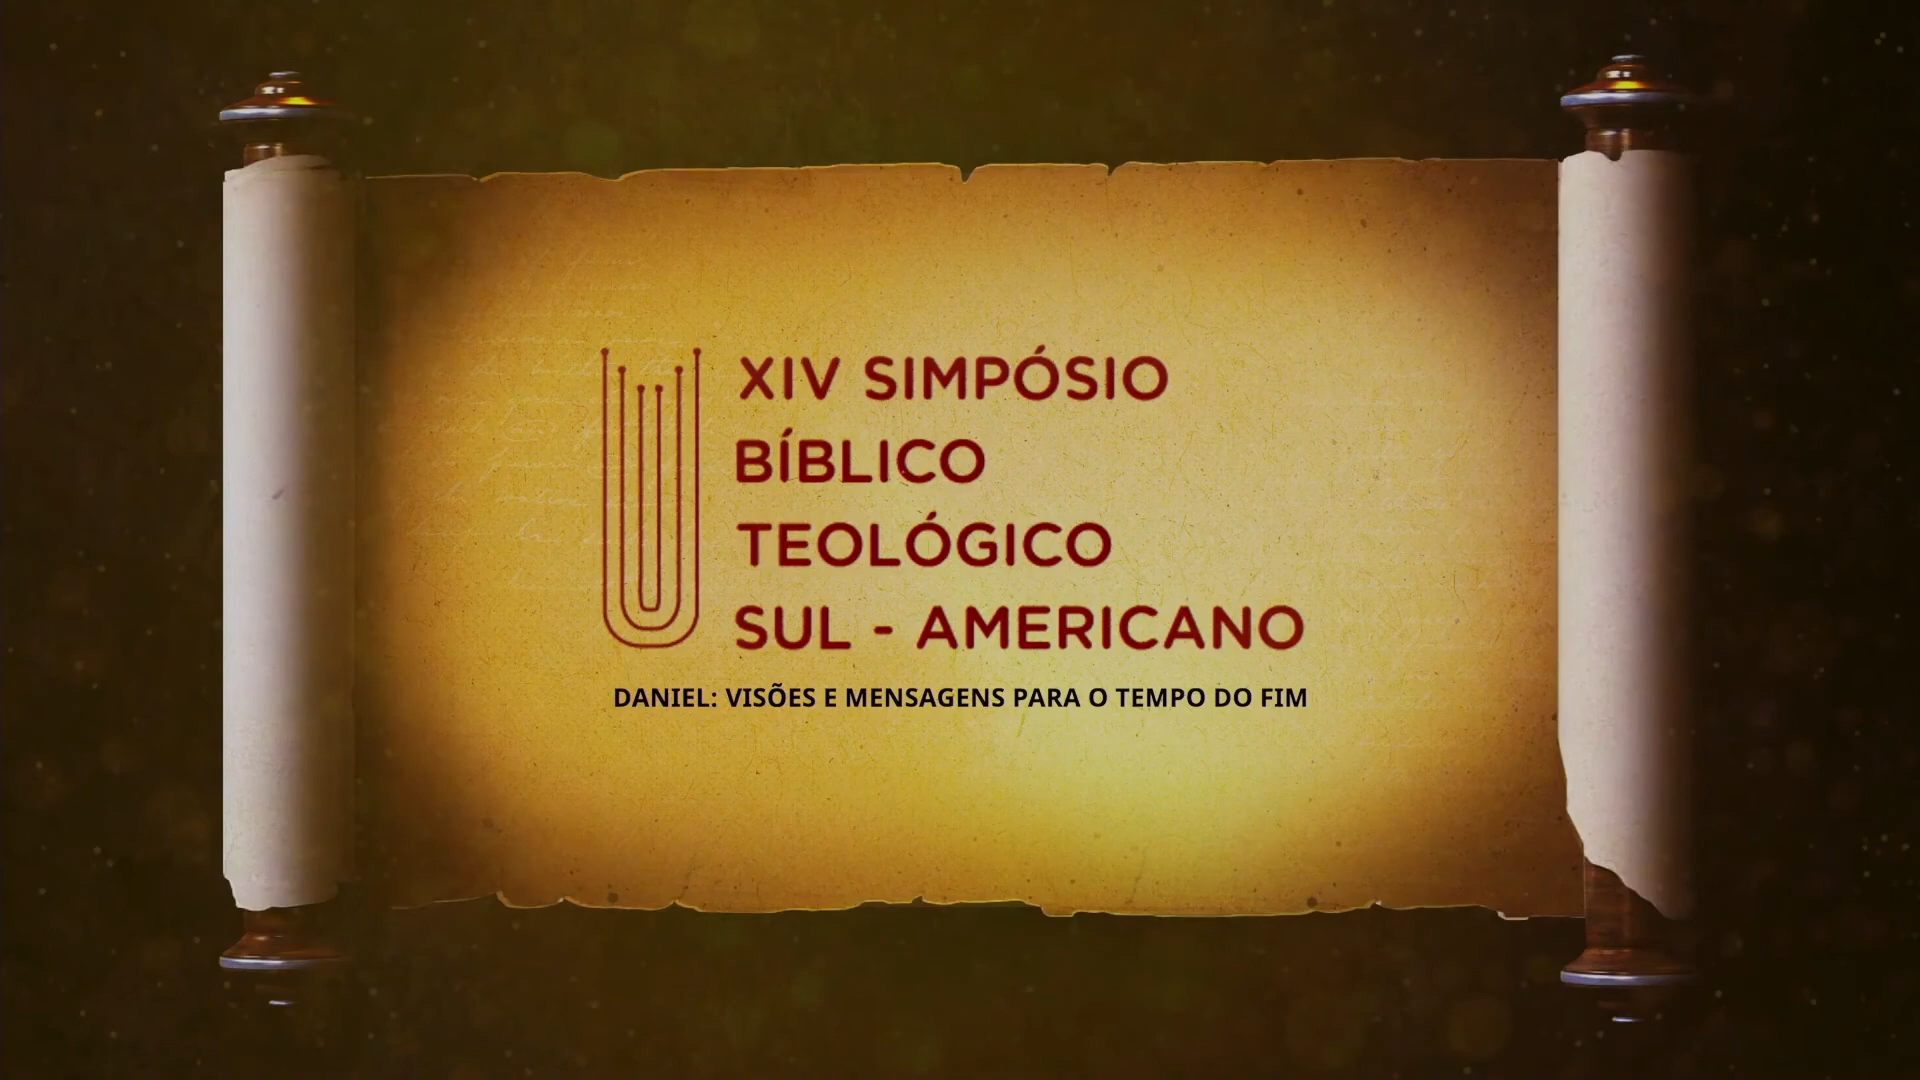 XIV SIMPÓSIO
BÍBLICO
TEOLÓGICO
SUL - AMERICANO
DANIEL: VISÕES E MENSAGENS PARA O TEMPO DO FIM